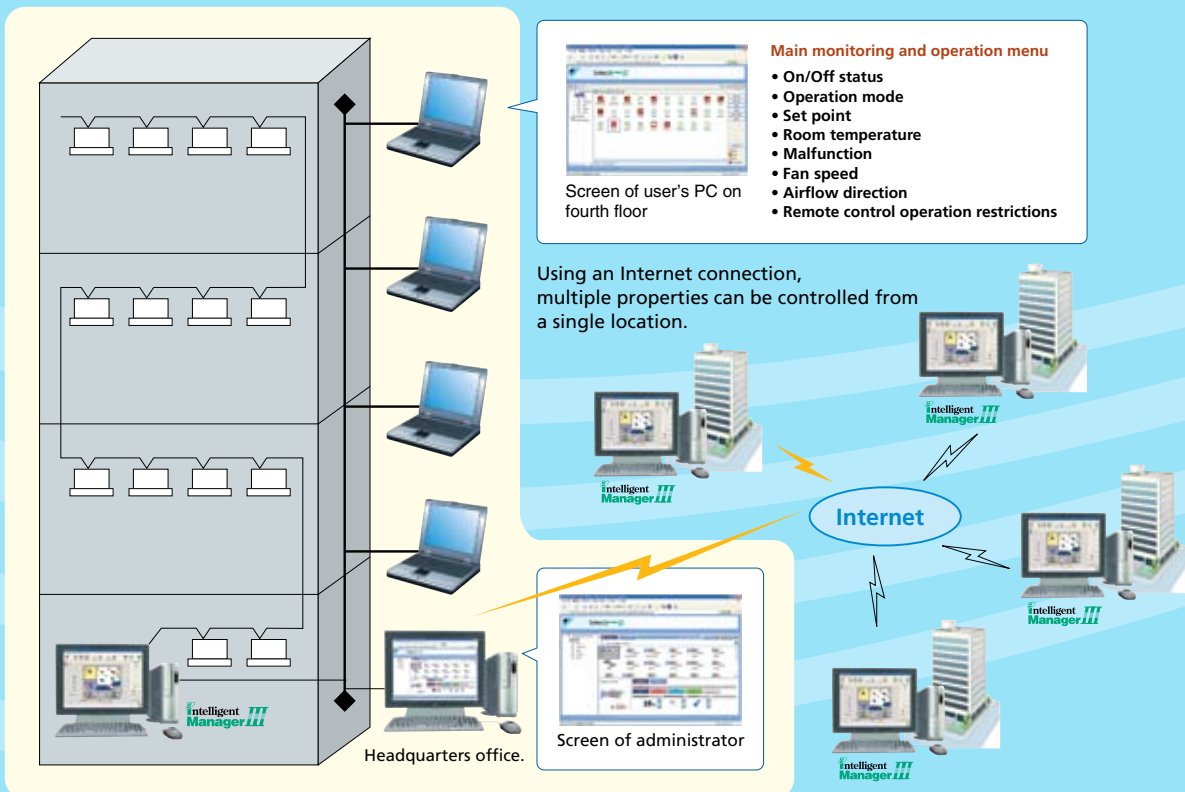 Main monitoring and operation menu
• On/Off status
• Operation mode
• Set point
• Room temperature
• Malfunction
• Fan speed
• Airflow direction
• Remote control operation restrictions
Screen of user's PC on
fourth floor
Using an Internet connection,
multiple properties can be controlled from
a single location.
intelligent
Manager III
intelligent
Manager III
Internet
intelligent
Manager III
intelligent
Manager III
intelligent
Manager III
Headquarters office.
Screen of administrator